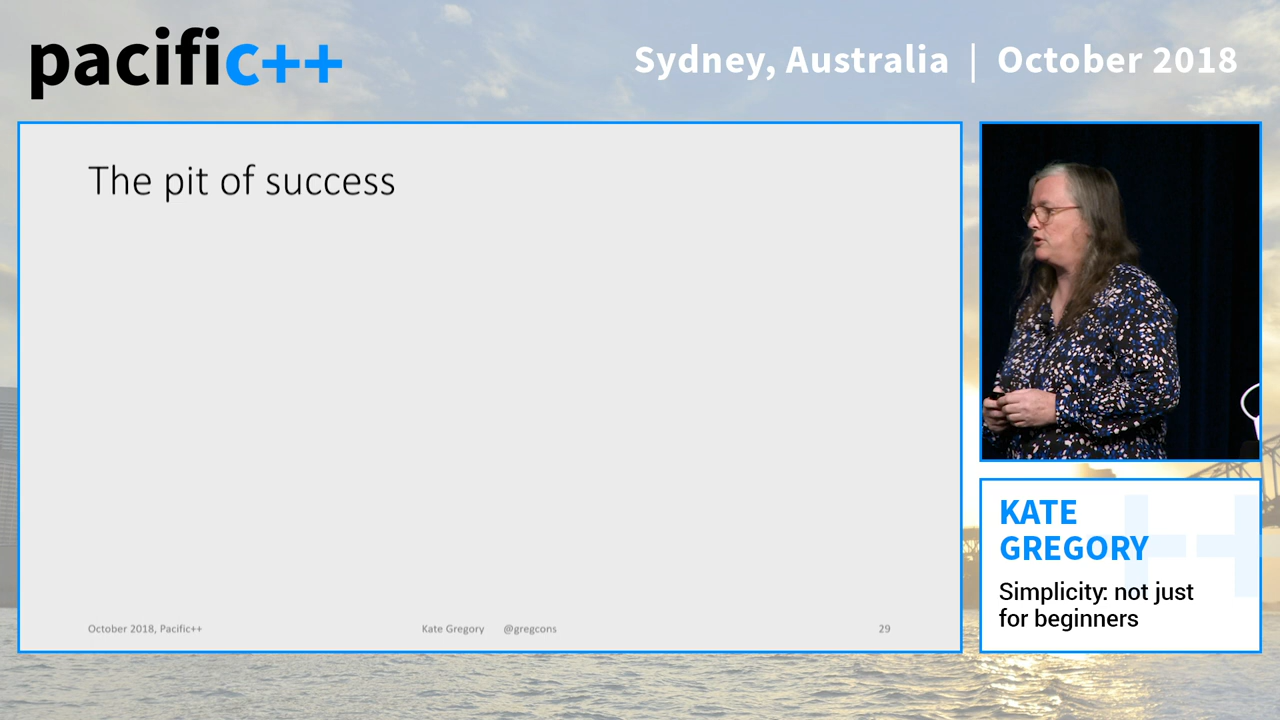 pacific++
Sydney, Australia | October 2018
The pit of success
October 2018, Pacific++ Kate Gregory @gregcons 29
KATE
GREGORY
Simplicity: not just
for beginners